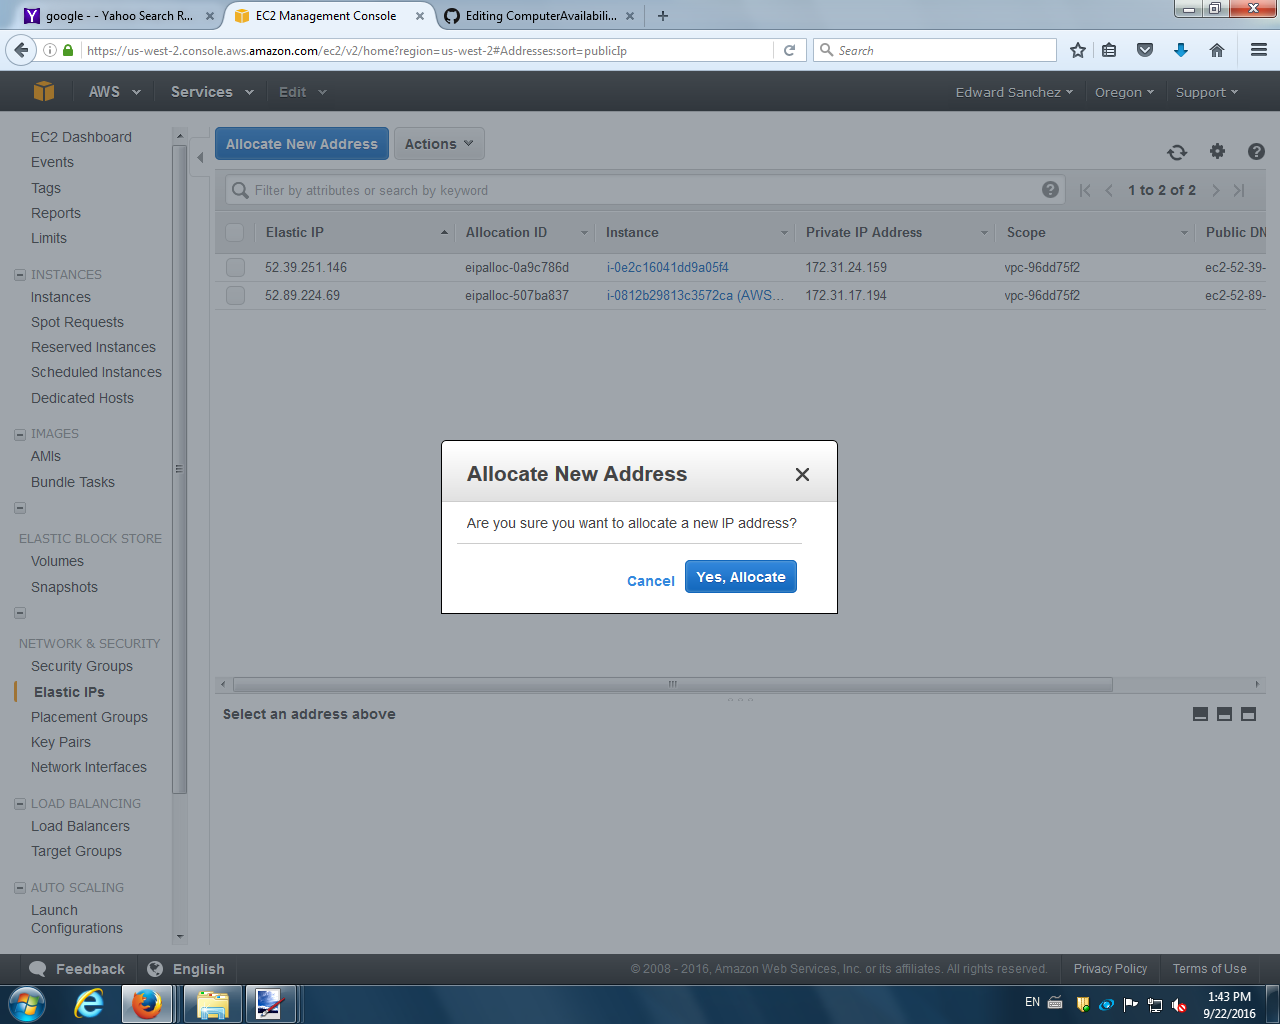 google - - Yahoo Search R...
EC2 Management Console
Editing ComputerAvailabili...
https://us-west-2.console.aws.amazon.com/ec2/v2/home?region=us-west-2#Addresses:sort=publicIp
Search
AWS
Services
Edit
Edward Sanchez
Oregon
Support
EC2 Dashboard
Events
Tags
Reports
Limits
INSTANCES
Instances
Spot Requests
Reserved Instances
Scheduled Instances
Dedicated Hosts
IMAGES
AMIs
Bundle Tasks
ELASTIC BLOCK STORE
Volumes
Snapshots
NETWORK & SECURITY
Security Groups
Elastic IPs
Placement Groups
Key Pairs
Network Interfaces
LOAD BALANCING
Load Balancers
Target Groups
AUTO SCALING
Launch
Configurations
Allocate New Address
Actions
Filter by attributes or search by keyword
1 to 2 of 2
Elastic IP Allocation ID Instance Private IP Address Scope Public DN
52.39.251.146 eipalloc-0a9c786d i-0e2c16041dd9a05f4 172.31.24.159 vpc-96dd75f2 ec2-52-39-
52.89.224.69 eipalloc-507ba837 i-0812b29813c3572ca (AWS... 172.31.17.194 vpc-96dd75f2 ec2-52-89-
Allocate New Address
Are you sure you want to allocate a new IP address?
Cancel
Yes, Allocate
Select an address above
Feedback
English
© 2008 - 2016, Amazon Web Services, Inc. or its affiliates. All rights reserved.
Privacy Policy
Terms of Use
EN
1:43 PM
9/22/2016